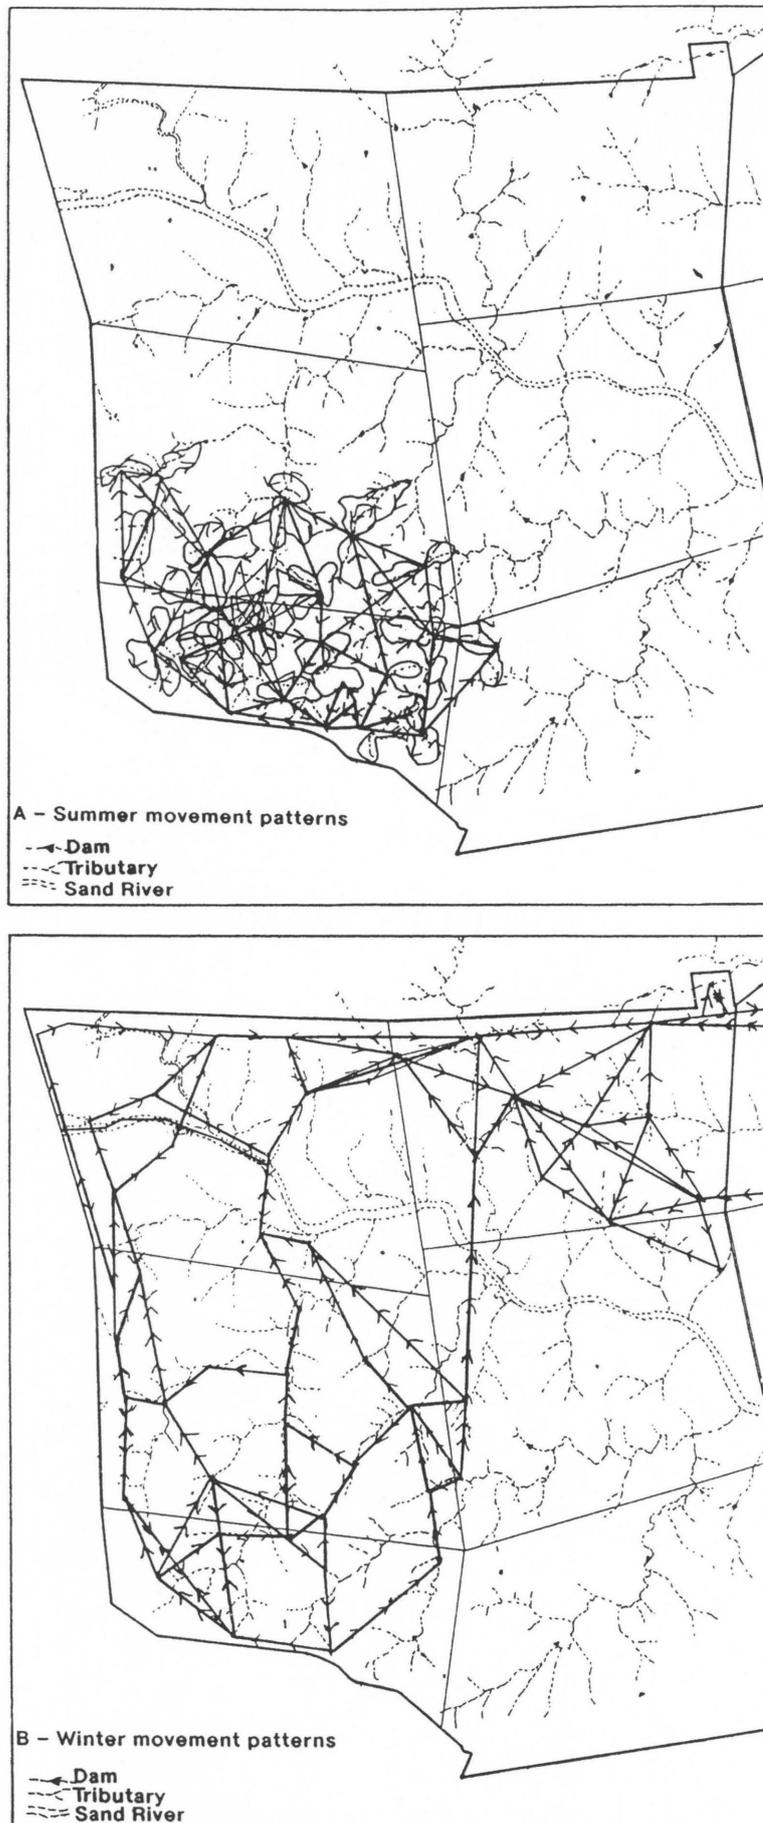 A – Summer movement patterns
Dam
Tributary
Sand River
B – Winter movement patterns
Dam
Tributary
Sand River